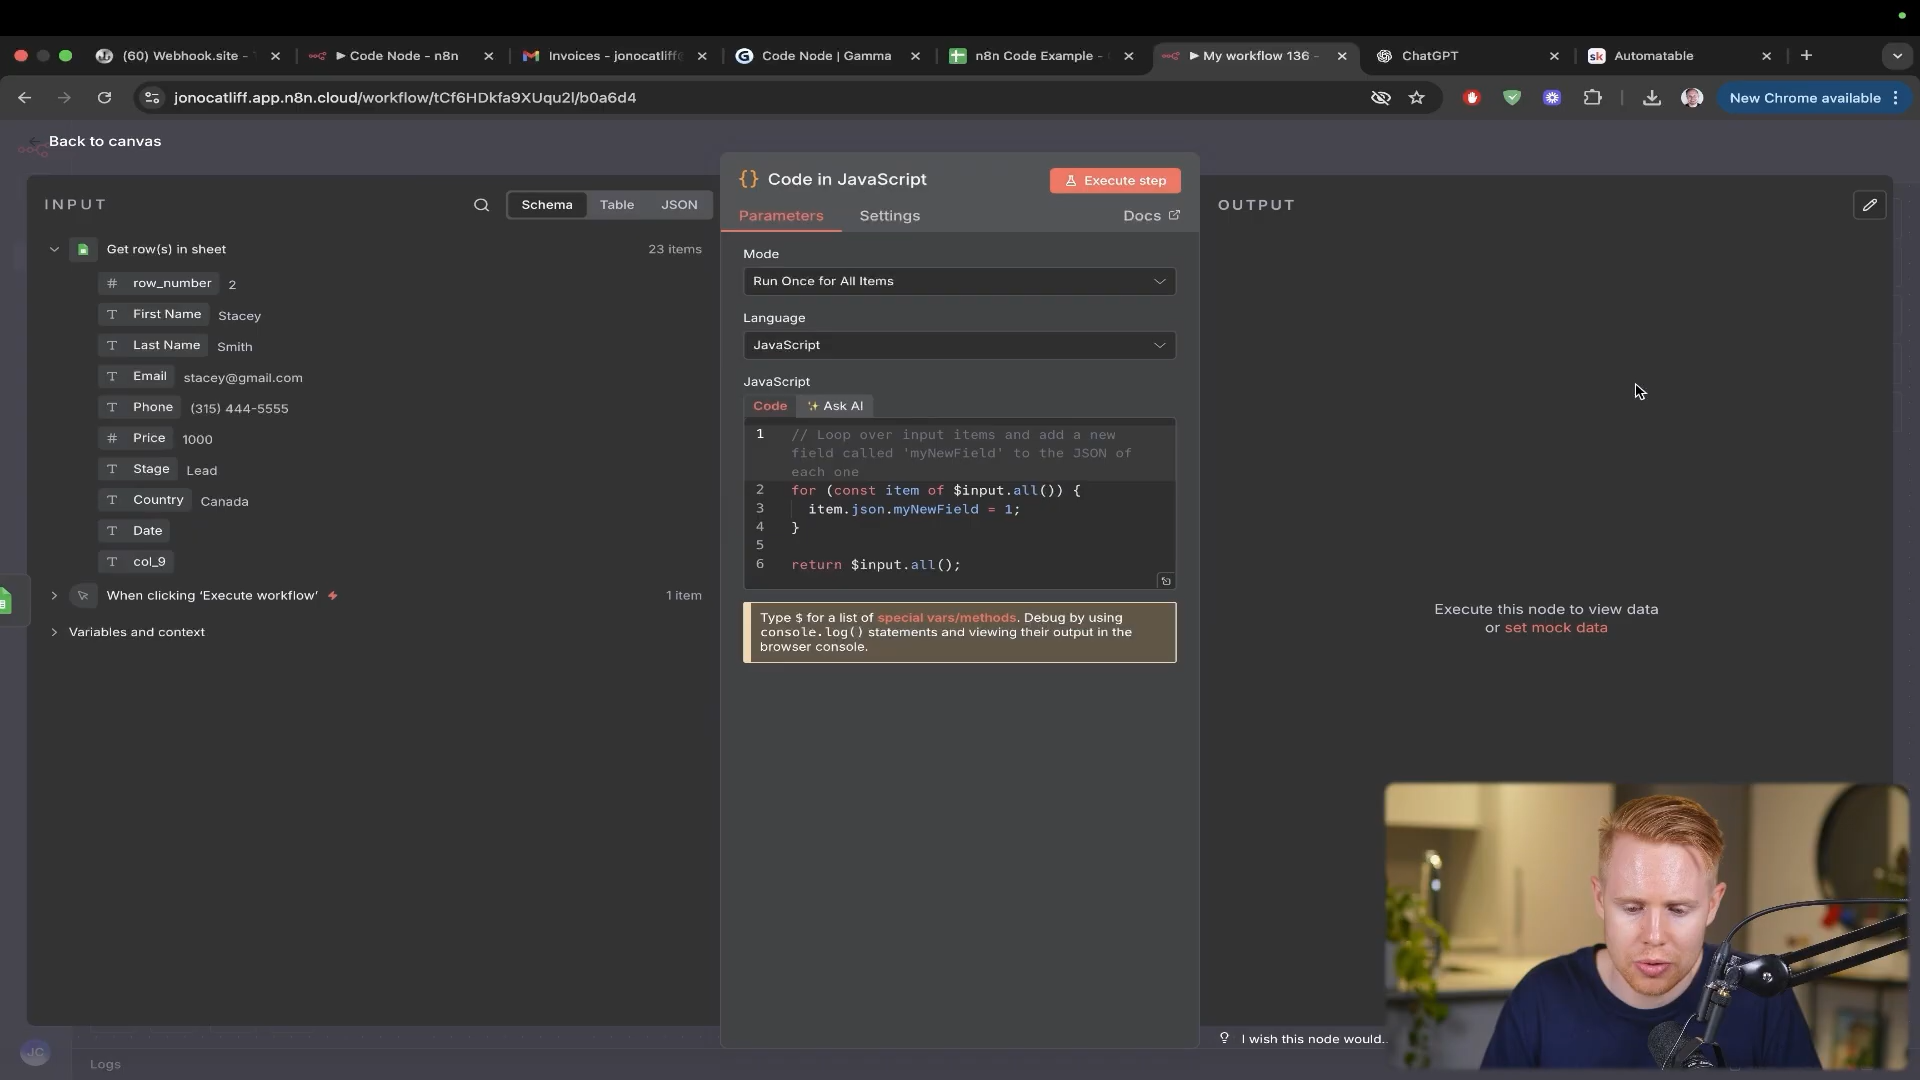 (60) Webhook.site -
Code Node - n8n
Invoices - jonocatliff
Code Node | Gamma
n8n Code Example -
My workflow 136 -
ChatGPT
sk
Automatable
jonocatliff.app.n8n.cloud/workflow/tCf6HDkfa9XUqu2l/b0a6d4
New Chrome available
Back to canvas
INPUT
Schema
Table
JSON
Get row(s) in sheet
23 items
# row_number 2
T First Name Stacey
T Last Name Smith
T Email stacey@gmail.com
T Phone (315) 444-5555
# Price 1000
T Stage Lead
T Country Canada
T Date
T col_9
When clicking ‘Execute workflow’
1 item
Variables and context
{} Code in JavaScript
Execute step
Parameters
Settings
Docs
Mode
Run Once for All Items
Language
JavaScript
JavaScript
Code
Ask AI
1 // Loop over input items and add a new
field called 'myNewField' to the JSON of
each one
2 for (const item of $input.all()) {
3 item.json.myNewField = 1;
4 }
5
6 return $input.all();
Type $ for a list of special vars/methods. Debug by using
console.log() statements and viewing their output in the
browser console.
OUTPUT
Execute this node to view data
or set mock data
I wish this node would..
JC
Logs